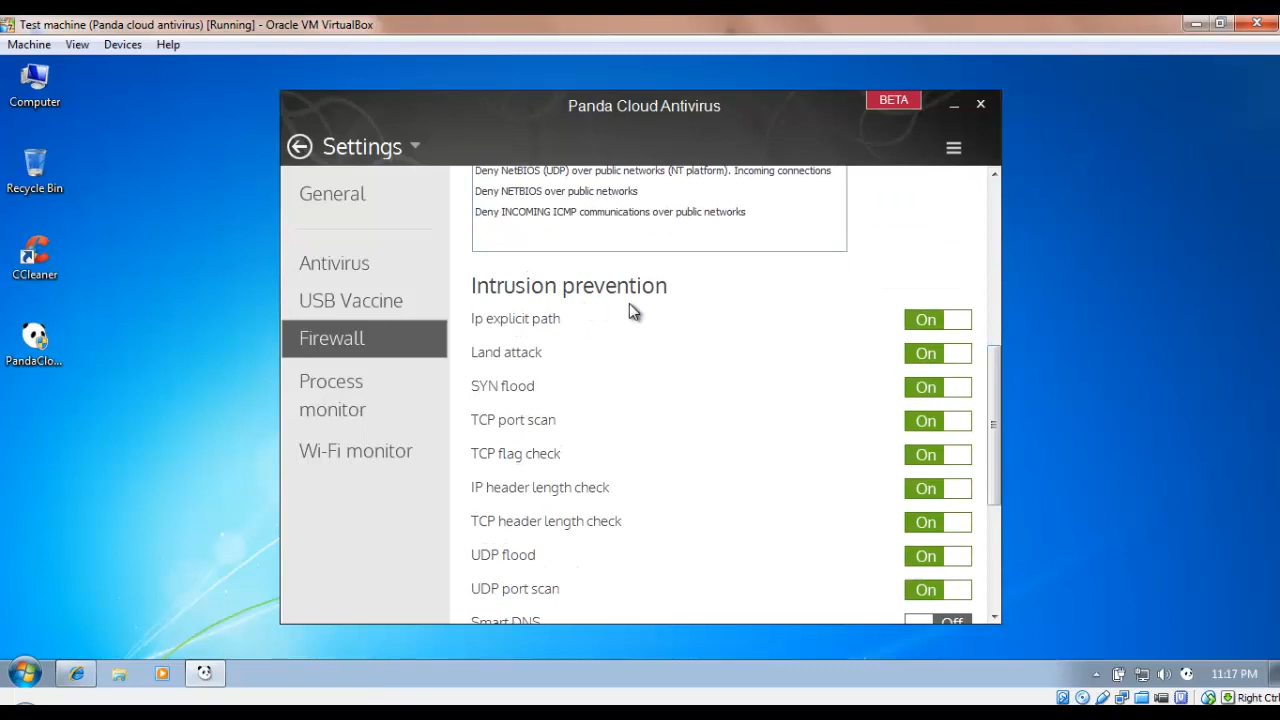 Test machine (Panda cloud antivirus) [Running] - Oracle VM VirtualBox
Machine View Devices Help
Computer
Recycle Bin
CCleaner
PandaClo...
Panda Cloud Antivirus
BETA
Settings
General
Antivirus
USB Vaccine
Firewall
Process
monitor
Wi-Fi monitor
Deny NetBIOS (UDP) over public networks (NT platform). Incoming connections
Deny NETBIOS over public networks
Deny INCOMING ICMP communications over public networks
Intrusion prevention
Ip explicit path On
Land attack On
SYN flood On
TCP port scan On
TCP flag check On
IP header length check On
TCP header length check On
UDP flood On
UDP port scan On
Smart DNS Off
11:17 PM
Right Ctrl